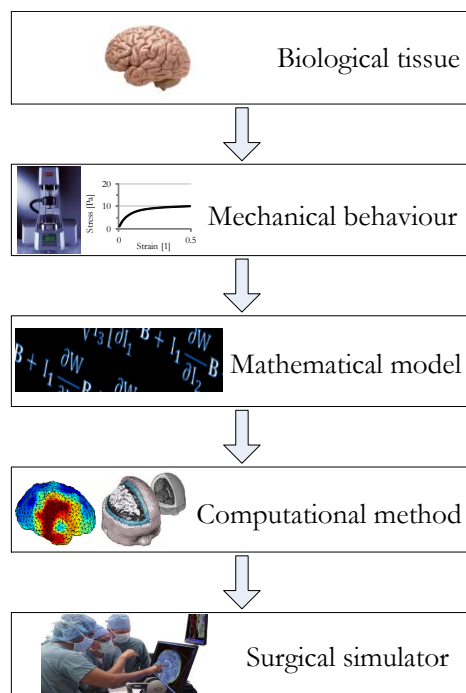 Biological tissue
20
10
0
Stress [Pa]
0
0.5
Strain [1]
Mechanical behaviour
Mathematical model
Computational method
Surgical simulator